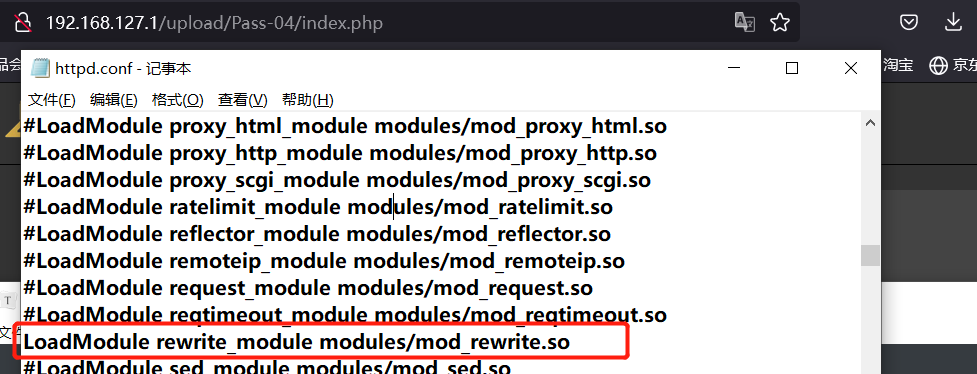 192.168.127.1/upload/Pass-04/index.php
品会
淘宝
京东
httpd.conf - 记事本
文件(F) 编辑(E) 格式(O) 查看(V) 帮助(H)
#LoadModule proxy_html_module modules/mod_proxy_html.so
#LoadModule proxy_http_module modules/mod_proxy_http.so
#LoadModule proxy_scgi_module modules/mod_proxy_scgi.so
#LoadModule ratelimit_module modules/mod_ratelimit.so
#LoadModule reflector_module modules/mod_reflector.so
#LoadModule remoteip_module modules/mod_remoteip.so
#LoadModule request_module modules/mod_request.so
#LoadModule reqtimeout_module modules/mod_reqtimeout.so
T
文件
LoadModule rewrite_module modules/mod_rewrite.so
#LoadModule sed_module modules/mod_sed.so